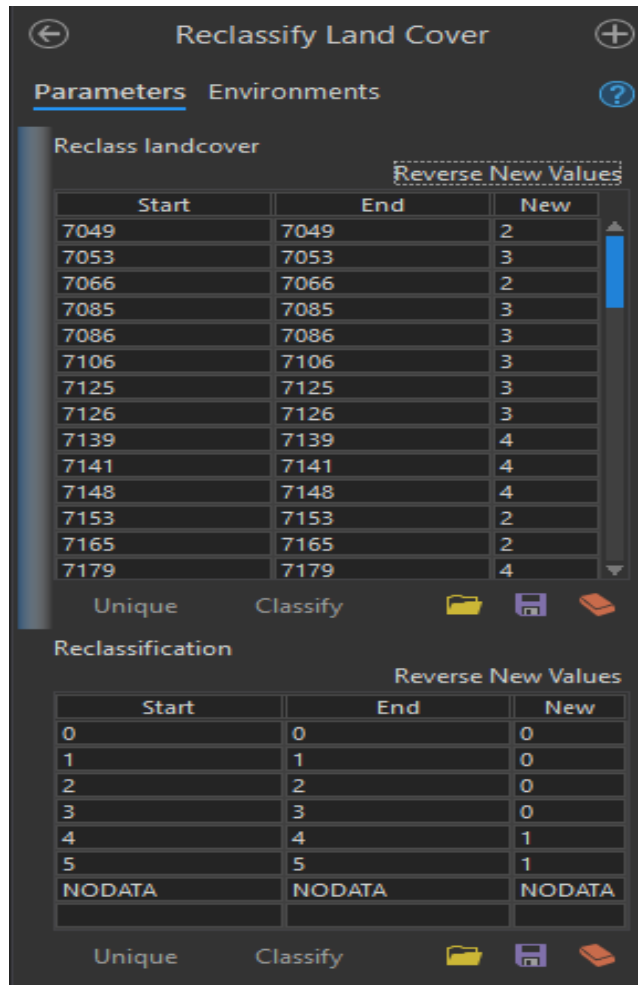 Reclassify Land Cover
Parameters Environments
Reclass landcover
Reverse New Values
Start End New
7049 7049 2
7053 7053 3
7066 7066 2
7085 7085 3
7086 7086 3
7106 7106 3
7125 7125 3
7126 7126 3
7139 7139 4
7141 7141 4
7148 7148 4
7153 7153 2
7165 7165 2
7179 7179 4
Unique Classify
Reclassification
Reverse New Values
Start End New
0 0 0
1 1 0
2 2 0
3 3 0
4 4 1
5 5 1
NODATA NODATA NODATA
Unique Classify